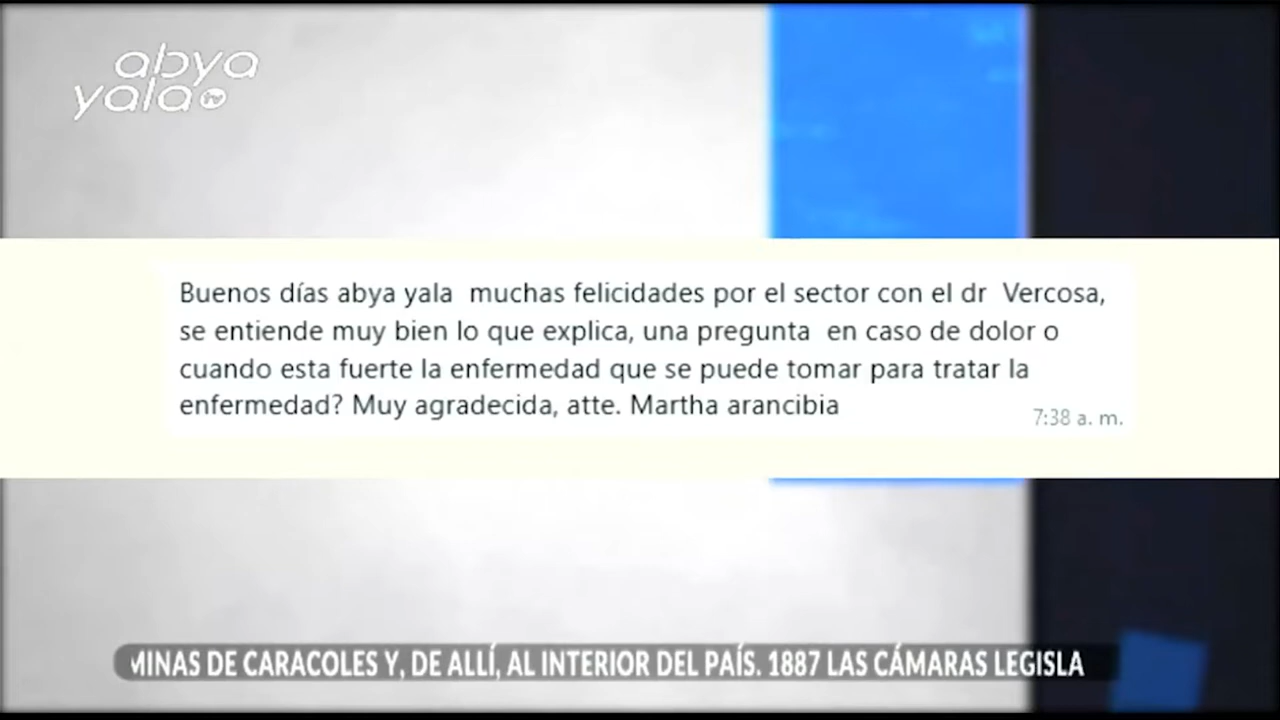 abya
yala tv
Buenos días abya yala  muchas felicidades por el sector con el dr  Vercosa,
se entiende muy bien lo que explica, una pregunta  en caso de dolor o
cuando esta fuerte la enfermedad que se puede tomar para tratar la
enfermedad? Muy agradecida, atte. Martha arancibia
7:38 a. m.
MINAS DE CARACOLES Y, DE ALLÍ, AL INTERIOR DEL PAÍS. 1887 LAS CÁMARAS LEGISLA